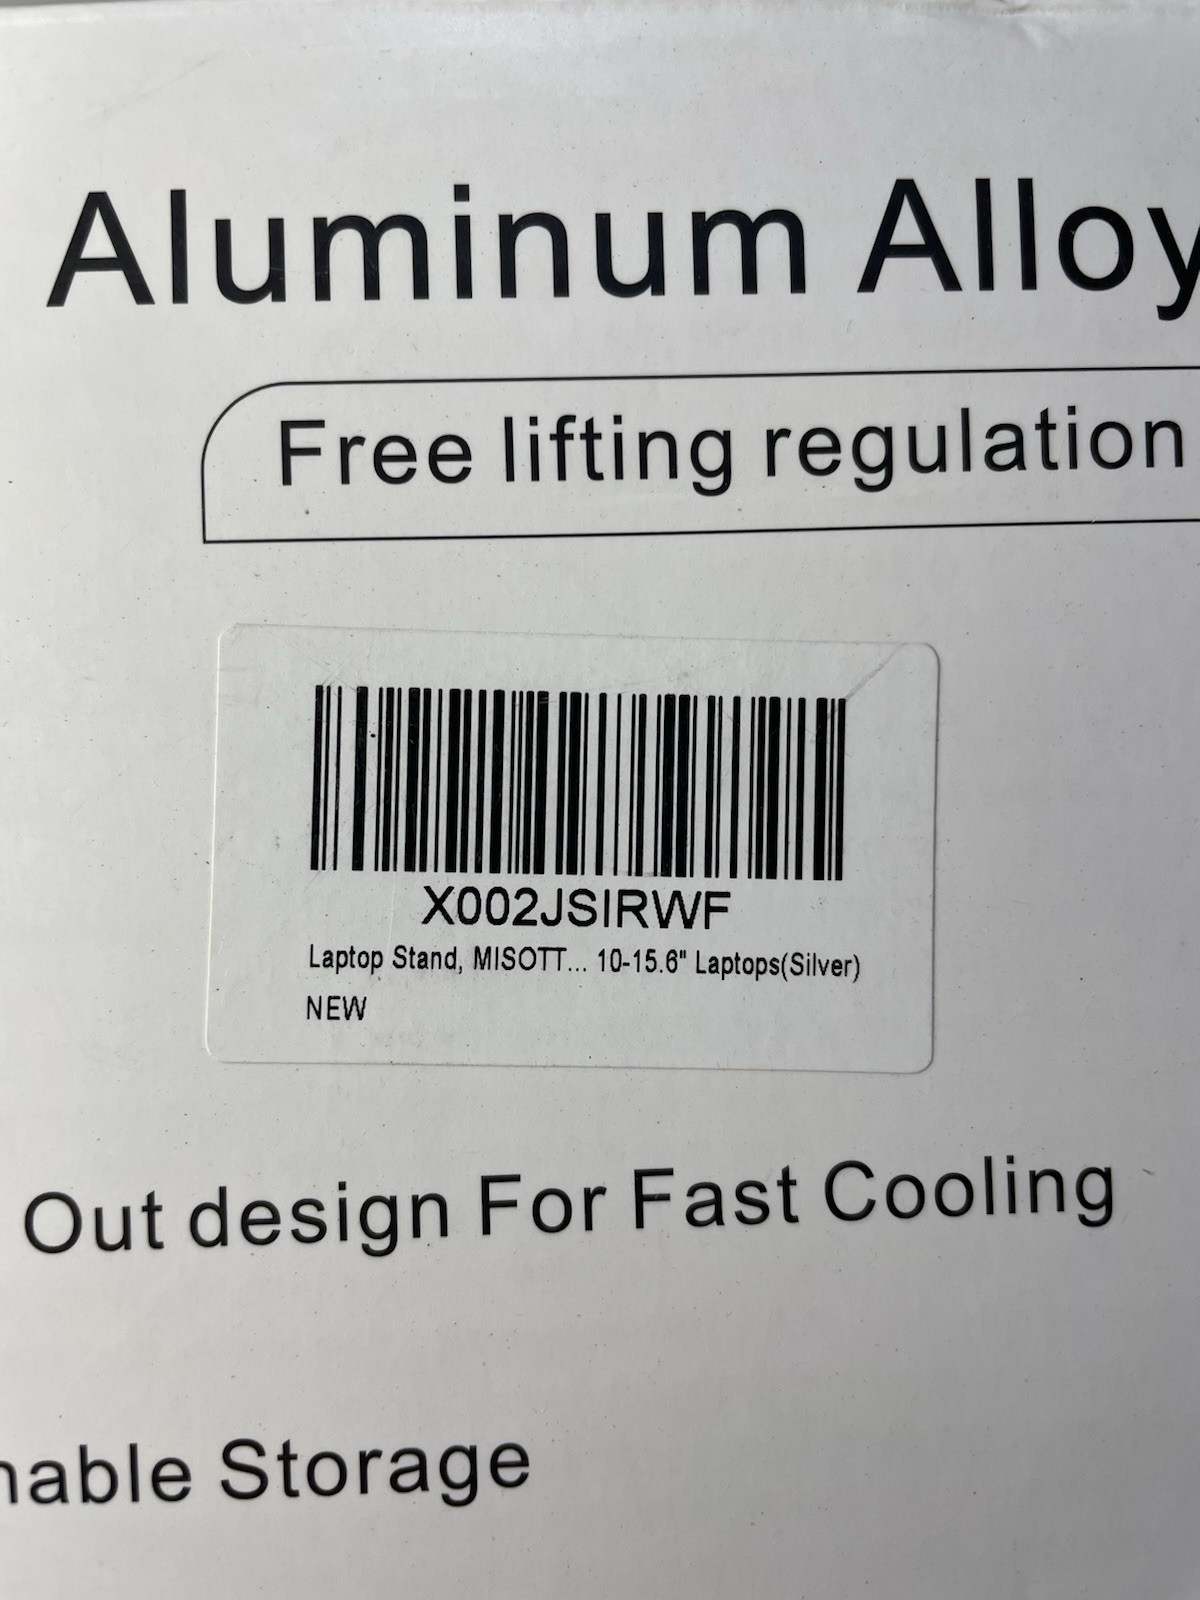 Aluminum Alloy
Free lifting regulation
X002JSIRWF
Laptop Stand, MISOTT... 10-15.6" Laptops(Silver)
NEW
Out design For Fast Cooling
nable Storage